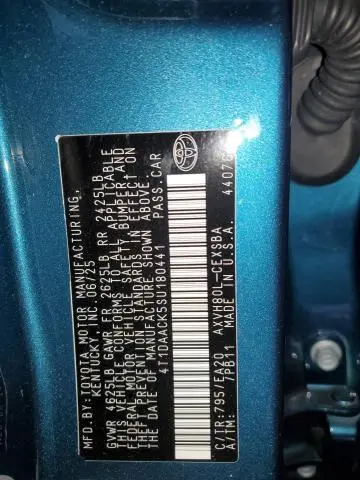 MFD.BY:TOYOTA MOTOR MANUFACTURING,
KENTUCKY, INC. 06/25
GVWR 4625LB GAWR FR 2625LB RR 2425LB
THIS VEHICLE CONFORMS TO ALL APPLICABLE
FEDERAL MOTOR VEHICLE SAFETY, BUMPER AND
THEFT PREVENTION STANDARDS IN EFFECT ON
THE DATE OF MANUFACTURE SHOWN ABOVE.
4T1DAACK5SU180441 PASS.CAR
C/TR:795/EA20 AXVH80L-CEXSBA
A/TM: /PB11 MADE IN U.S.A. 44076